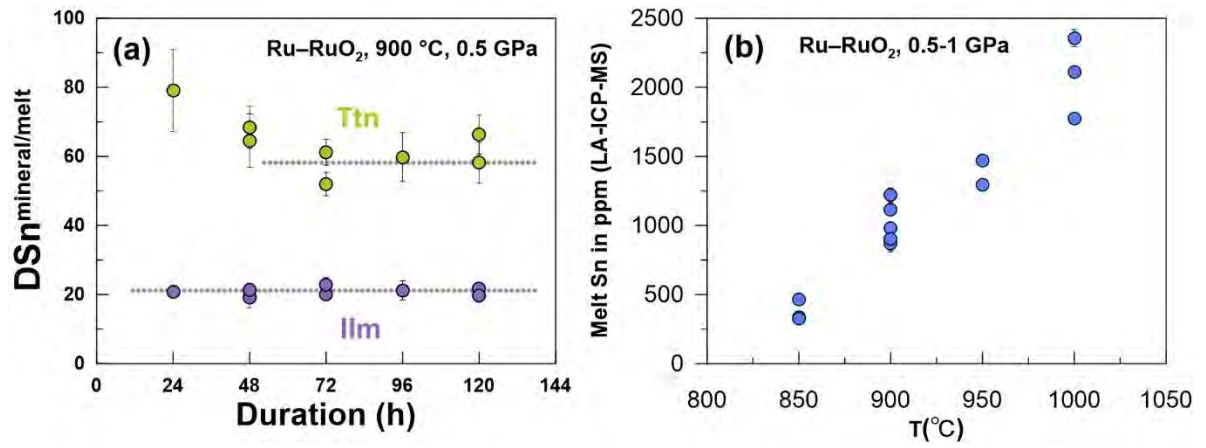 (a)
Ru–RuO₂, 900 °C, 0.5 GPa
Ttn
Ilm
DSn^mineral/melt
100
80
60
40
20
0
0 24 48 72 96 120 144
Duration (h)
(b)
Ru–RuO₂, 0.5-1 GPa
Melt Sn in ppm (LA-ICP-MS)
2500
2000
1500
1000
500
0
800 850 900 950 1000 1050
T(°C)